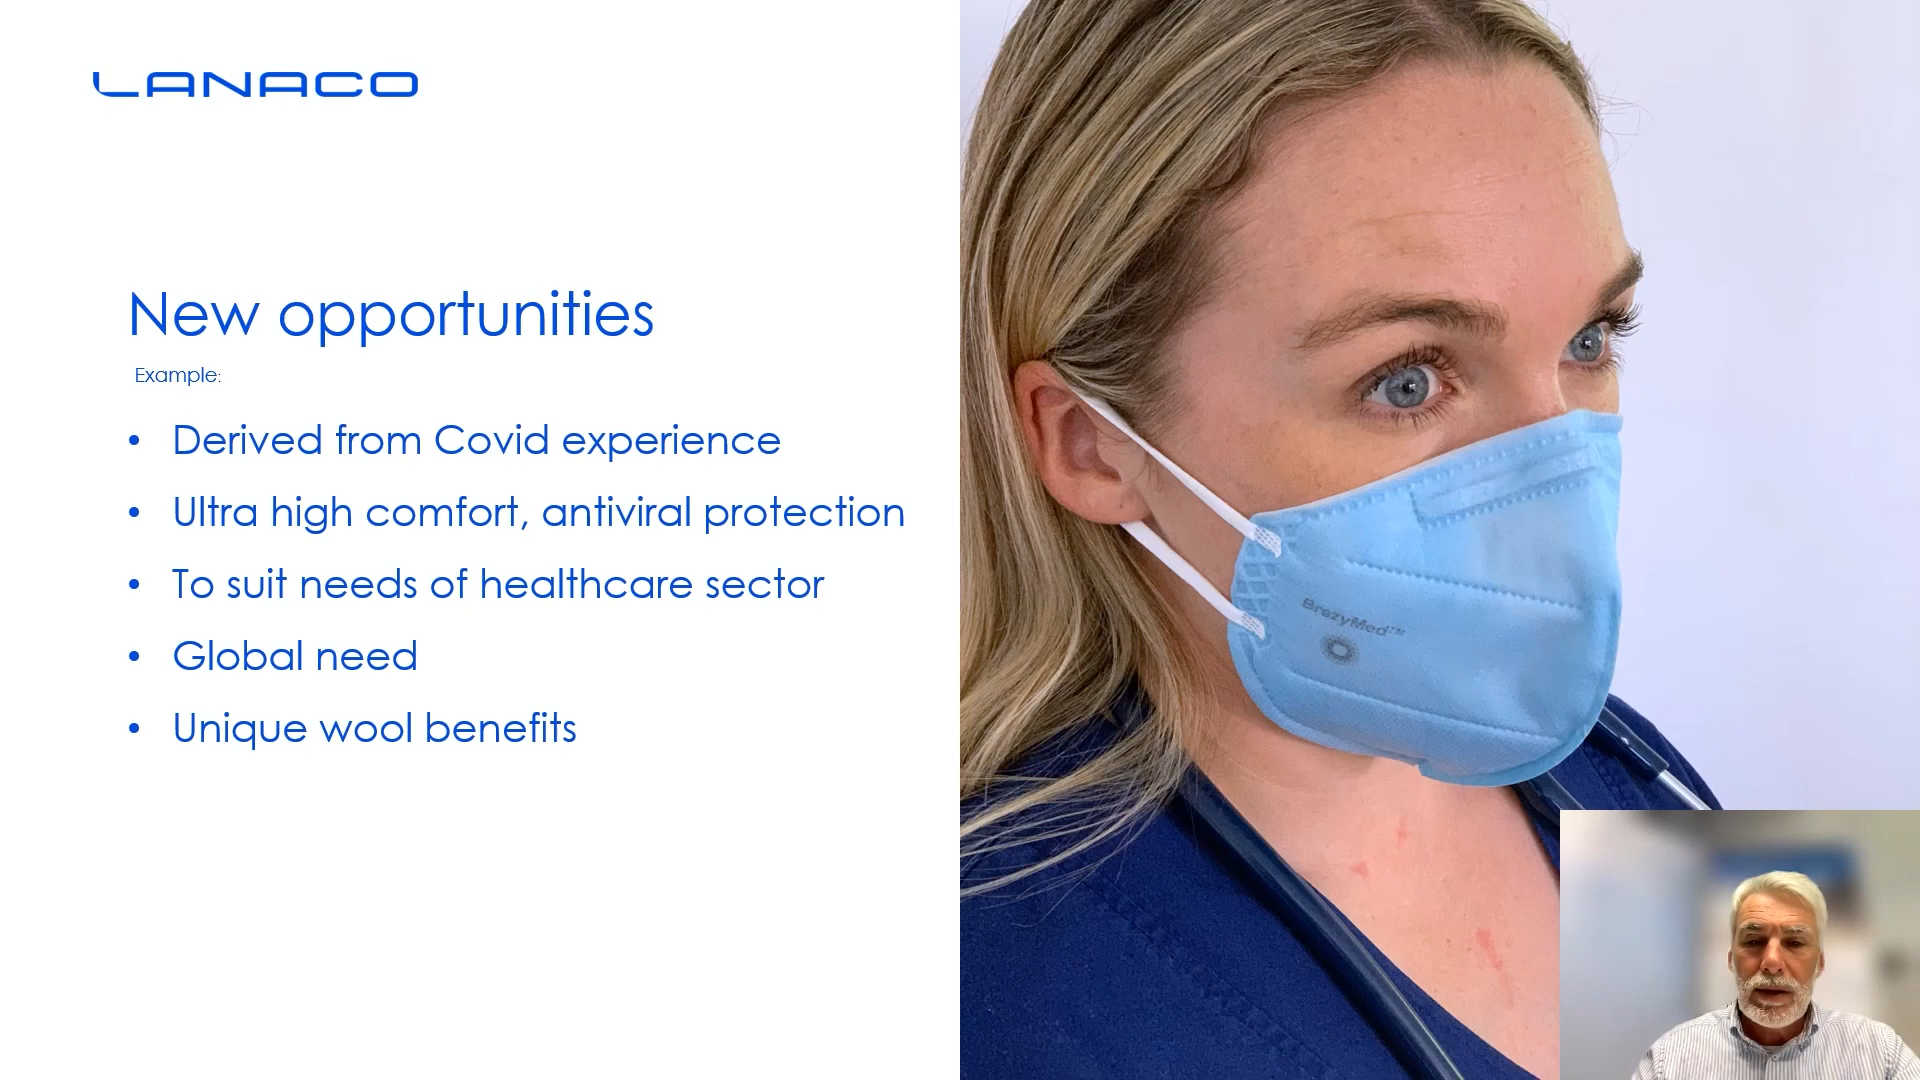 LANACO
New opportunities
Example:
• Derived from Covid experience
• Ultra high comfort, antiviral protection
• To suit needs of healthcare sector
• Global need
• Unique wool benefits
BrezyMed™